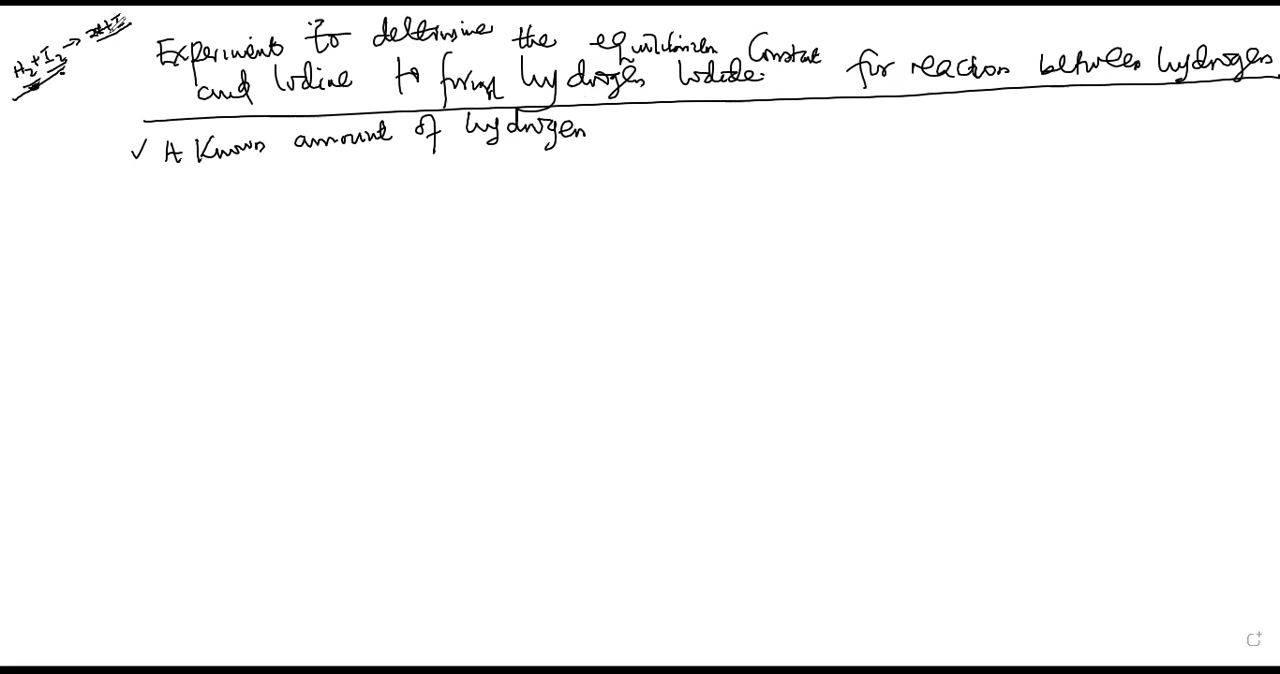 H₂+I₂ → 2HI
Experiment to determine the equilibrium Constant for reaction between hydrogen
and Iodine to form hydrogen Iodide.
✓ A Known amount of hydrogen